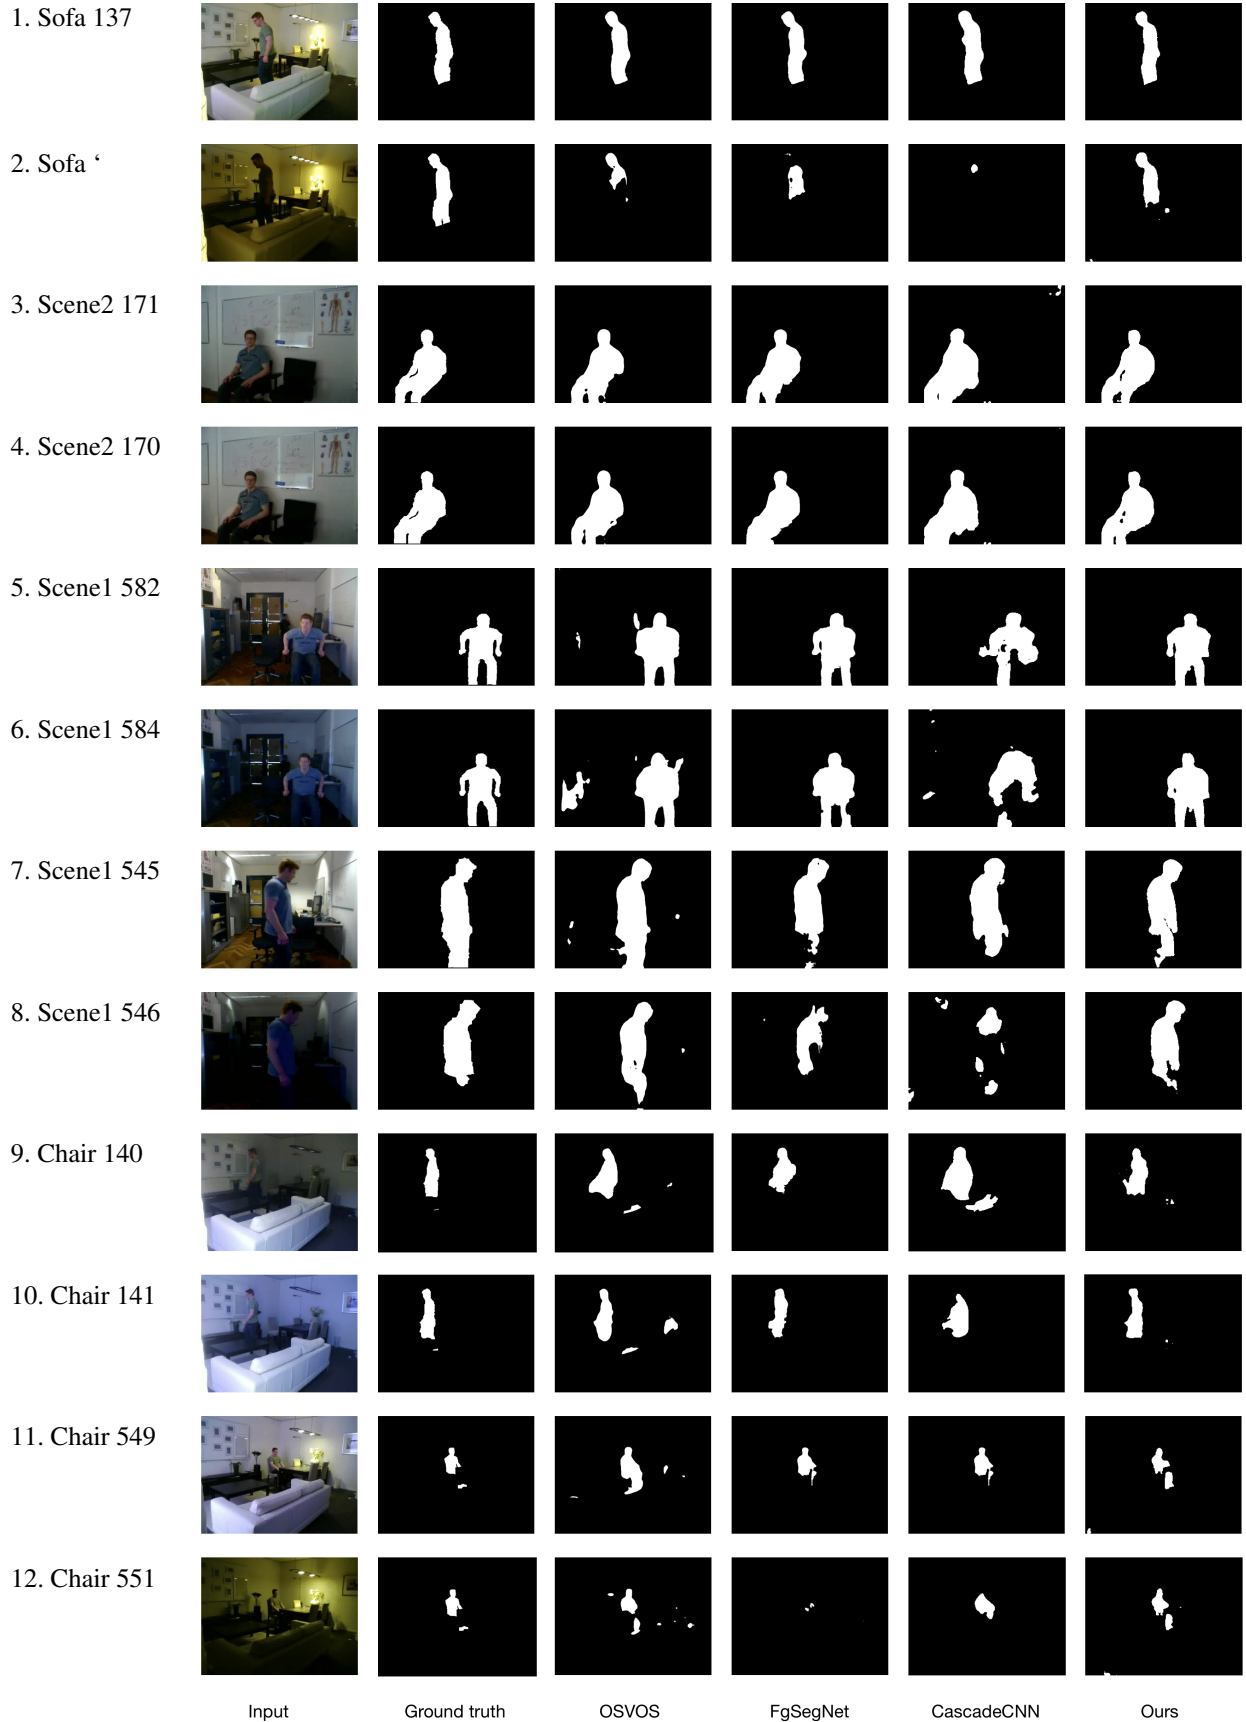 1. Sofa 137
2. Sofa ‘
3. Scene2 171
4. Scene2 170
5. Scene1 582
6. Scene1 584
7. Scene1 545
8. Scene1 546
9. Chair 140
10. Chair 141
11. Chair 549
12. Chair 551
Input Ground truth OSVOS FgSegNet CascadeCNN Ours